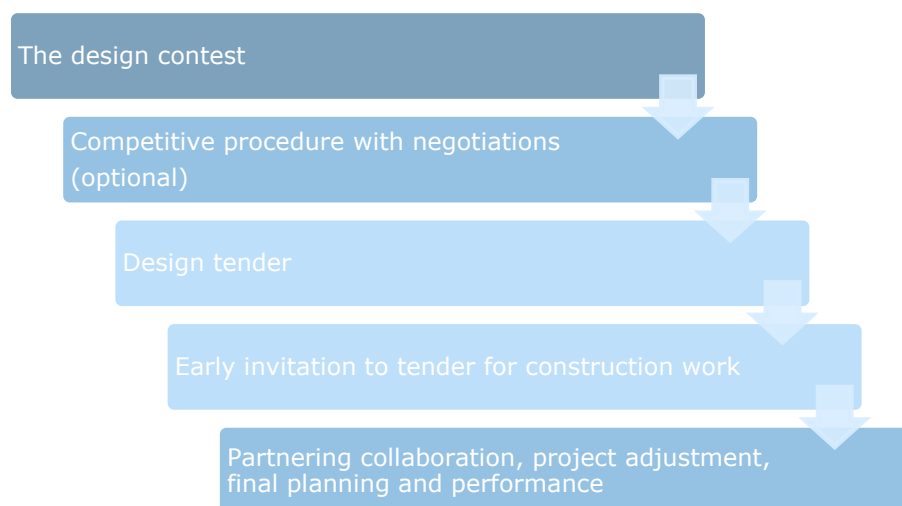 The design contest
Competitive procedure with negotiations
(optional)
Design tender
Early invitation to tender for construction work
Partnering collaboration, project adjustment,
final planning and performance